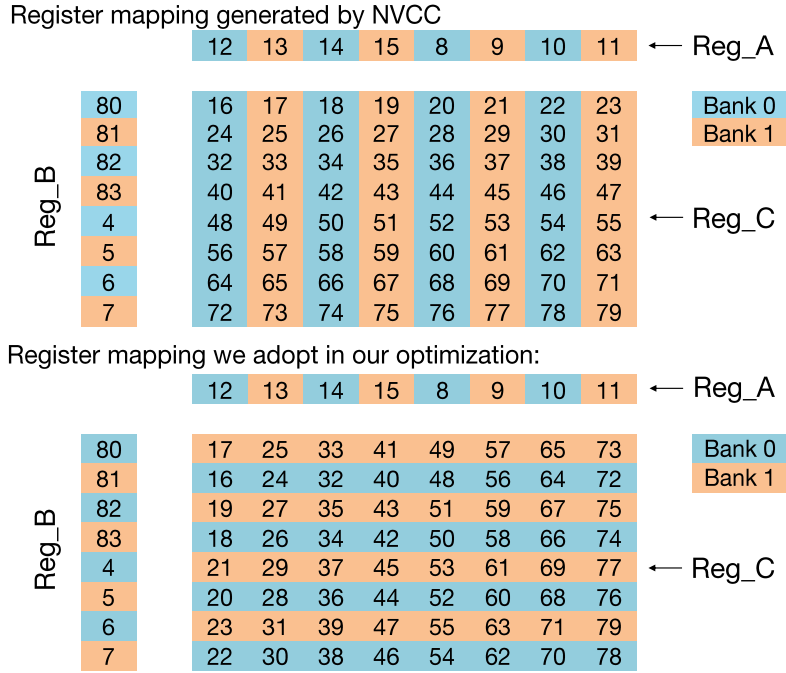 Register mapping generated by NVCC
12 13 14 15 8 9 10 11 Reg_A
80 16 17 18 19 20 21 22 23 Bank 0
81 24 25 26 27 28 29 30 31 Bank 1
82 32 33 34 35 36 37 38 39
83 40 41 42 43 44 45 46 47
Reg_B
4 48 49 50 51 52 53 54 55 Reg_C
5 56 57 58 59 60 61 62 63
6 64 65 66 67 68 69 70 71
7 72 73 74 75 76 77 78 79
Register mapping we adopt in our optimization:
12 13 14 15 8 9 10 11 Reg_A
80 17 25 33 41 49 57 65 73 Bank 0
81 16 24 32 40 48 56 64 72 Bank 1
82 19 27 35 43 51 59 67 75
83 18 26 34 42 50 58 66 74
Reg_B
4 21 29 37 45 53 61 69 77 Reg_C
5 20 28 36 44 52 60 68 76
6 23 31 39 47 55 63 71 79
7 22 30 38 46 54 62 70 78